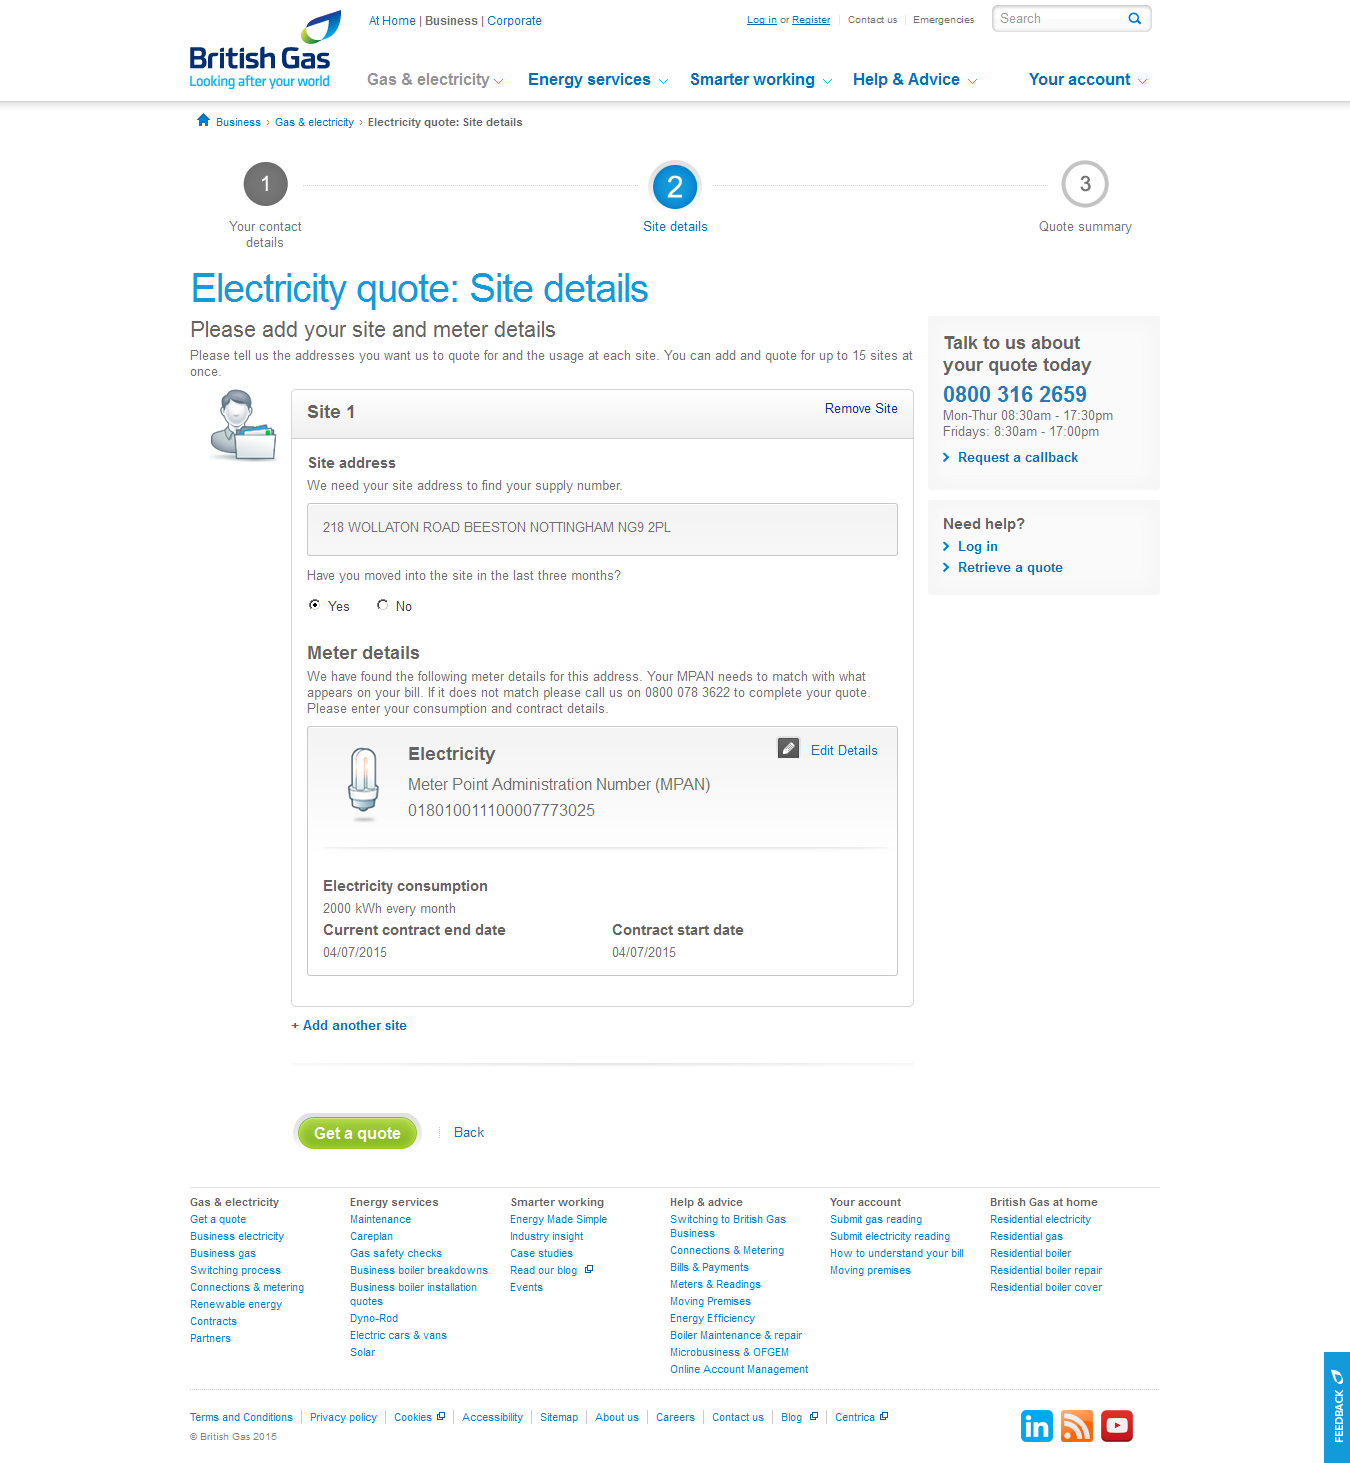 At Home | Business | Corporate
Log in or Register | Contact us | Emergencies
Search
British Gas
Looking after your world
Gas & electricity
Energy services
Smarter working
Help & Advice
Your account
Business › Gas & electricity › Electricity quote: Site details
1
2
3
Your contact
details
Site details
Quote summary
Electricity quote: Site details
Please add your site and meter details
Please tell us the addresses you want us to quote for and the usage at each site. You can add and quote for up to 15 sites at
once.
Site 1
Remove Site
Site address
We need your site address to find your supply number.
218 WOLLATON ROAD BEESTON NOTTINGHAM NG9 2PL
Have you moved into the site in the last three months?
Yes
No
Meter details
We have found the following meter details for this address. Your MPAN needs to match with what
appears on your bill. If it does not match please call us on 0800 078 3622 to complete your quote.
Please enter your consumption and contract details.
Electricity
Edit Details
Meter Point Administration Number (MPAN)
018010011100007773025
Electricity consumption
2000 kWh every month
Current contract end date
Contract start date
04/07/2015
04/07/2015
+ Add another site
Get a quote
Back
Talk to us about
your quote today
0800 316 2659
Mon-Thur 08:30am - 17:30pm
Fridays: 8:30am - 17:00pm
Request a callback
Need help?
Log in
Retrieve a quote
Gas & electricity
Get a quote
Business electricity
Business gas
Switching process
Connections & metering
Renewable energy
Contracts
Partners
Energy services
Maintenance
Careplan
Gas safety checks
Business boiler breakdowns
Business boiler installation
quotes
Dyno-Rod
Electric cars & vans
Solar
Smarter working
Energy Made Simple
Industry insight
Case studies
Read our blog
Events
Help & advice
Switching to British Gas
Business
Connections & Metering
Bills & Payments
Meters & Readings
Moving Premises
Energy Efficiency
Boiler Maintenance & repair
Microbusiness & OFGEM
Online Account Management
Your account
Submit gas reading
Submit electricity reading
How to understand your bill
Moving premises
British Gas at home
Residential electricity
Residential gas
Residential boiler
Residential boiler repair
Residential boiler cover
FEEDBACK
Terms and Conditions | Privacy policy | Cookies | Accessibility | Sitemap | About us | Careers | Contact us | Blog | Centrica
© British Gas 2015
in